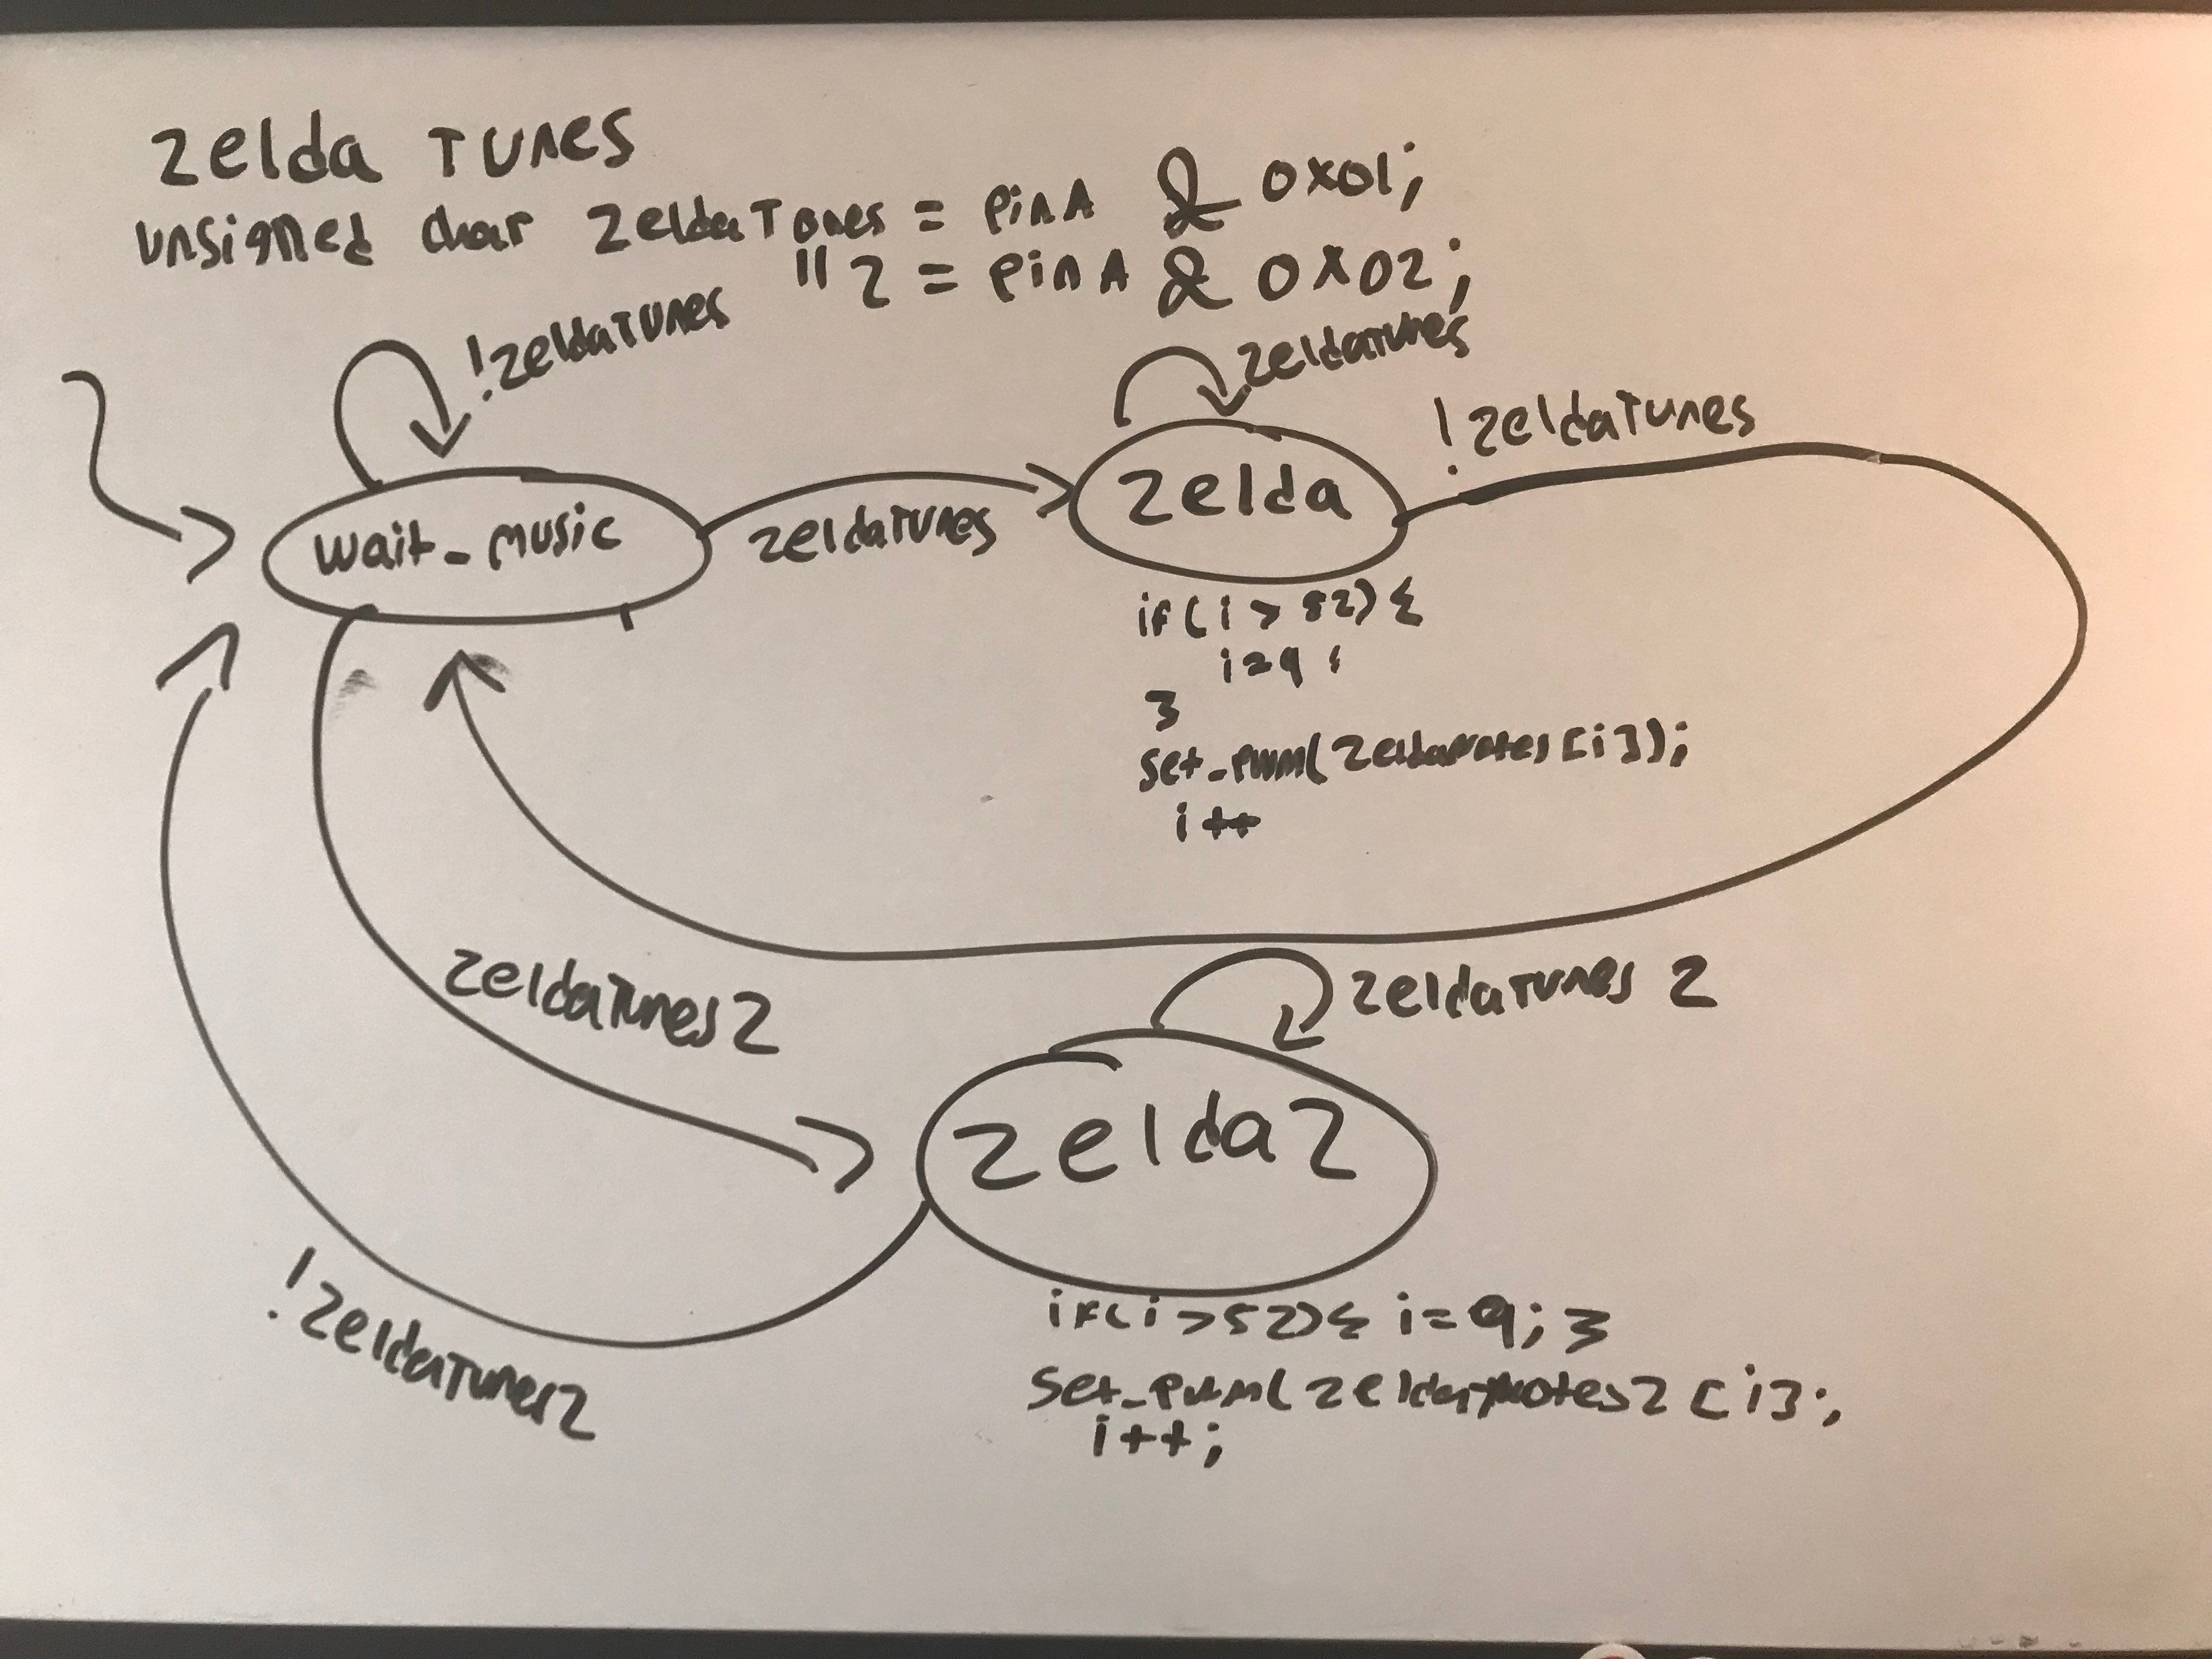 Zelda Tunes
unsigned char ZeldaTunes = pinA & 0x01;
" 2 = pinA & 0x02;
!zeldaTunes
zeldaTunes
!zeldaTunes
wait_music
zeldaTunes
zelda
if(i > 52){
i=9;
}
set_pwm(zeldaNotes[i]);
i++
zeldaTunes2
zeldaTunes 2
zelda2
!zeldaTunes2
if(i>52){ i=9; }
set_pwm(zeldaNotes2[i];
i++;